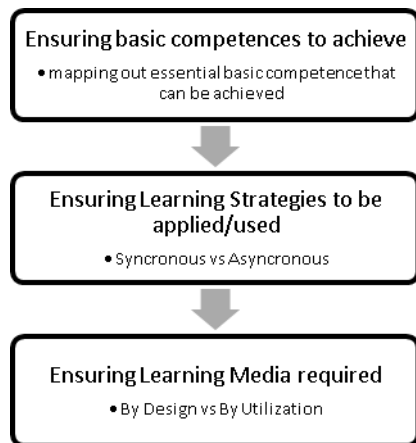 Ensuring basic competences to achieve
• mapping out essential basic competence that
can be achieved
Ensuring Learning Strategies to be
applied/used
• Syncronous vs Asyncronous
Ensuring Learning Media required
• By Design vs By Utilization